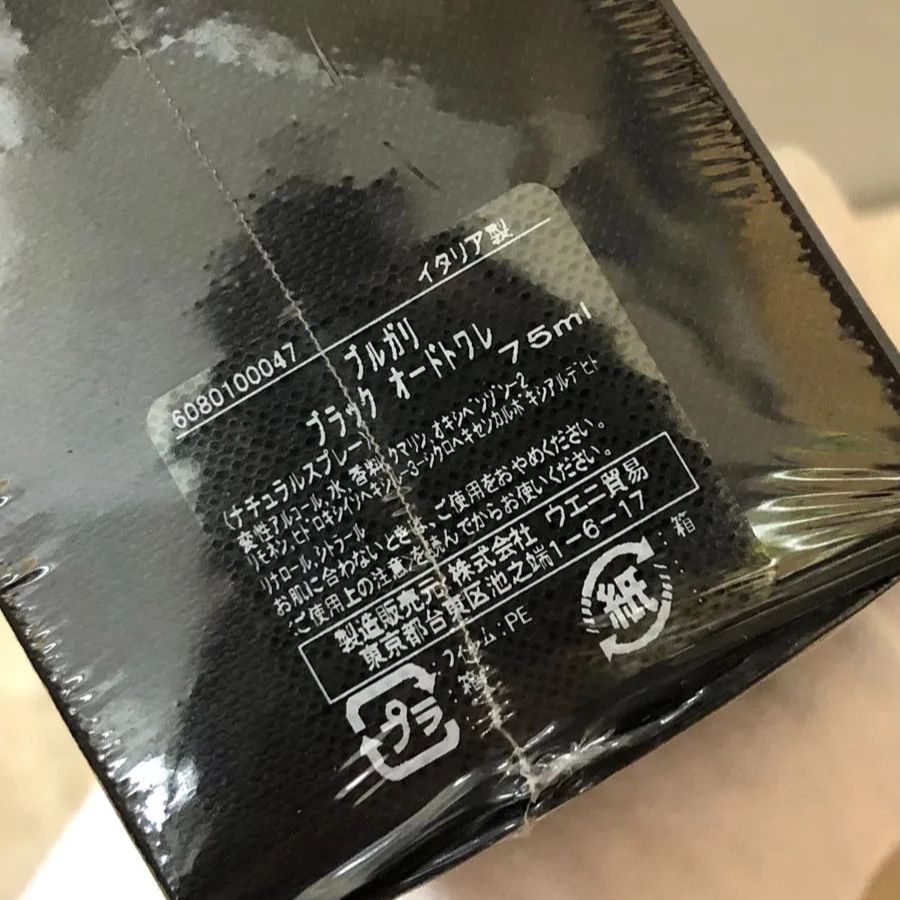 6080100047
イタリア製
ブルガリ
ブラック オードトワレ
(ナチュラルスプレー) 75ml
変性アルコール、水、香料、クマリン、オキシベンゾン-2
リモネン、ヒドロキシイソヘキシル-3-シクロヘキセンカルボキシアルデヒド
リナロール、シトラール
お肌に合わないときは、ご使用をおやめください。
ご使用上の注意を読んでからお使いください。
製造販売元 株式会社 ウエニ貿易
東京都台東区池之端1-6-17
プラ
:フィルム:PE
:箱
紙
:箱